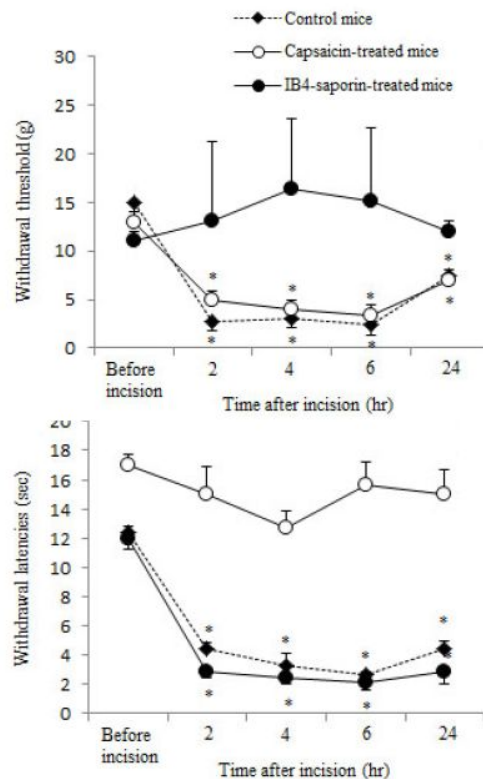 Control mice
Capsaicin-treated mice
IB4-saporin-treated mice
Withdrawal threshold(g)
30
25
20
15
10
5
0
* * * *
* * * *
Before incision
2 4 6 24
Time after incision (hr)
Withdrawal latencies (sec)
20
18
16
14
12
10
8
6
4
2
0
* * * *
* * * *
Before incision
2 4 6 24
Time after incision (hr)